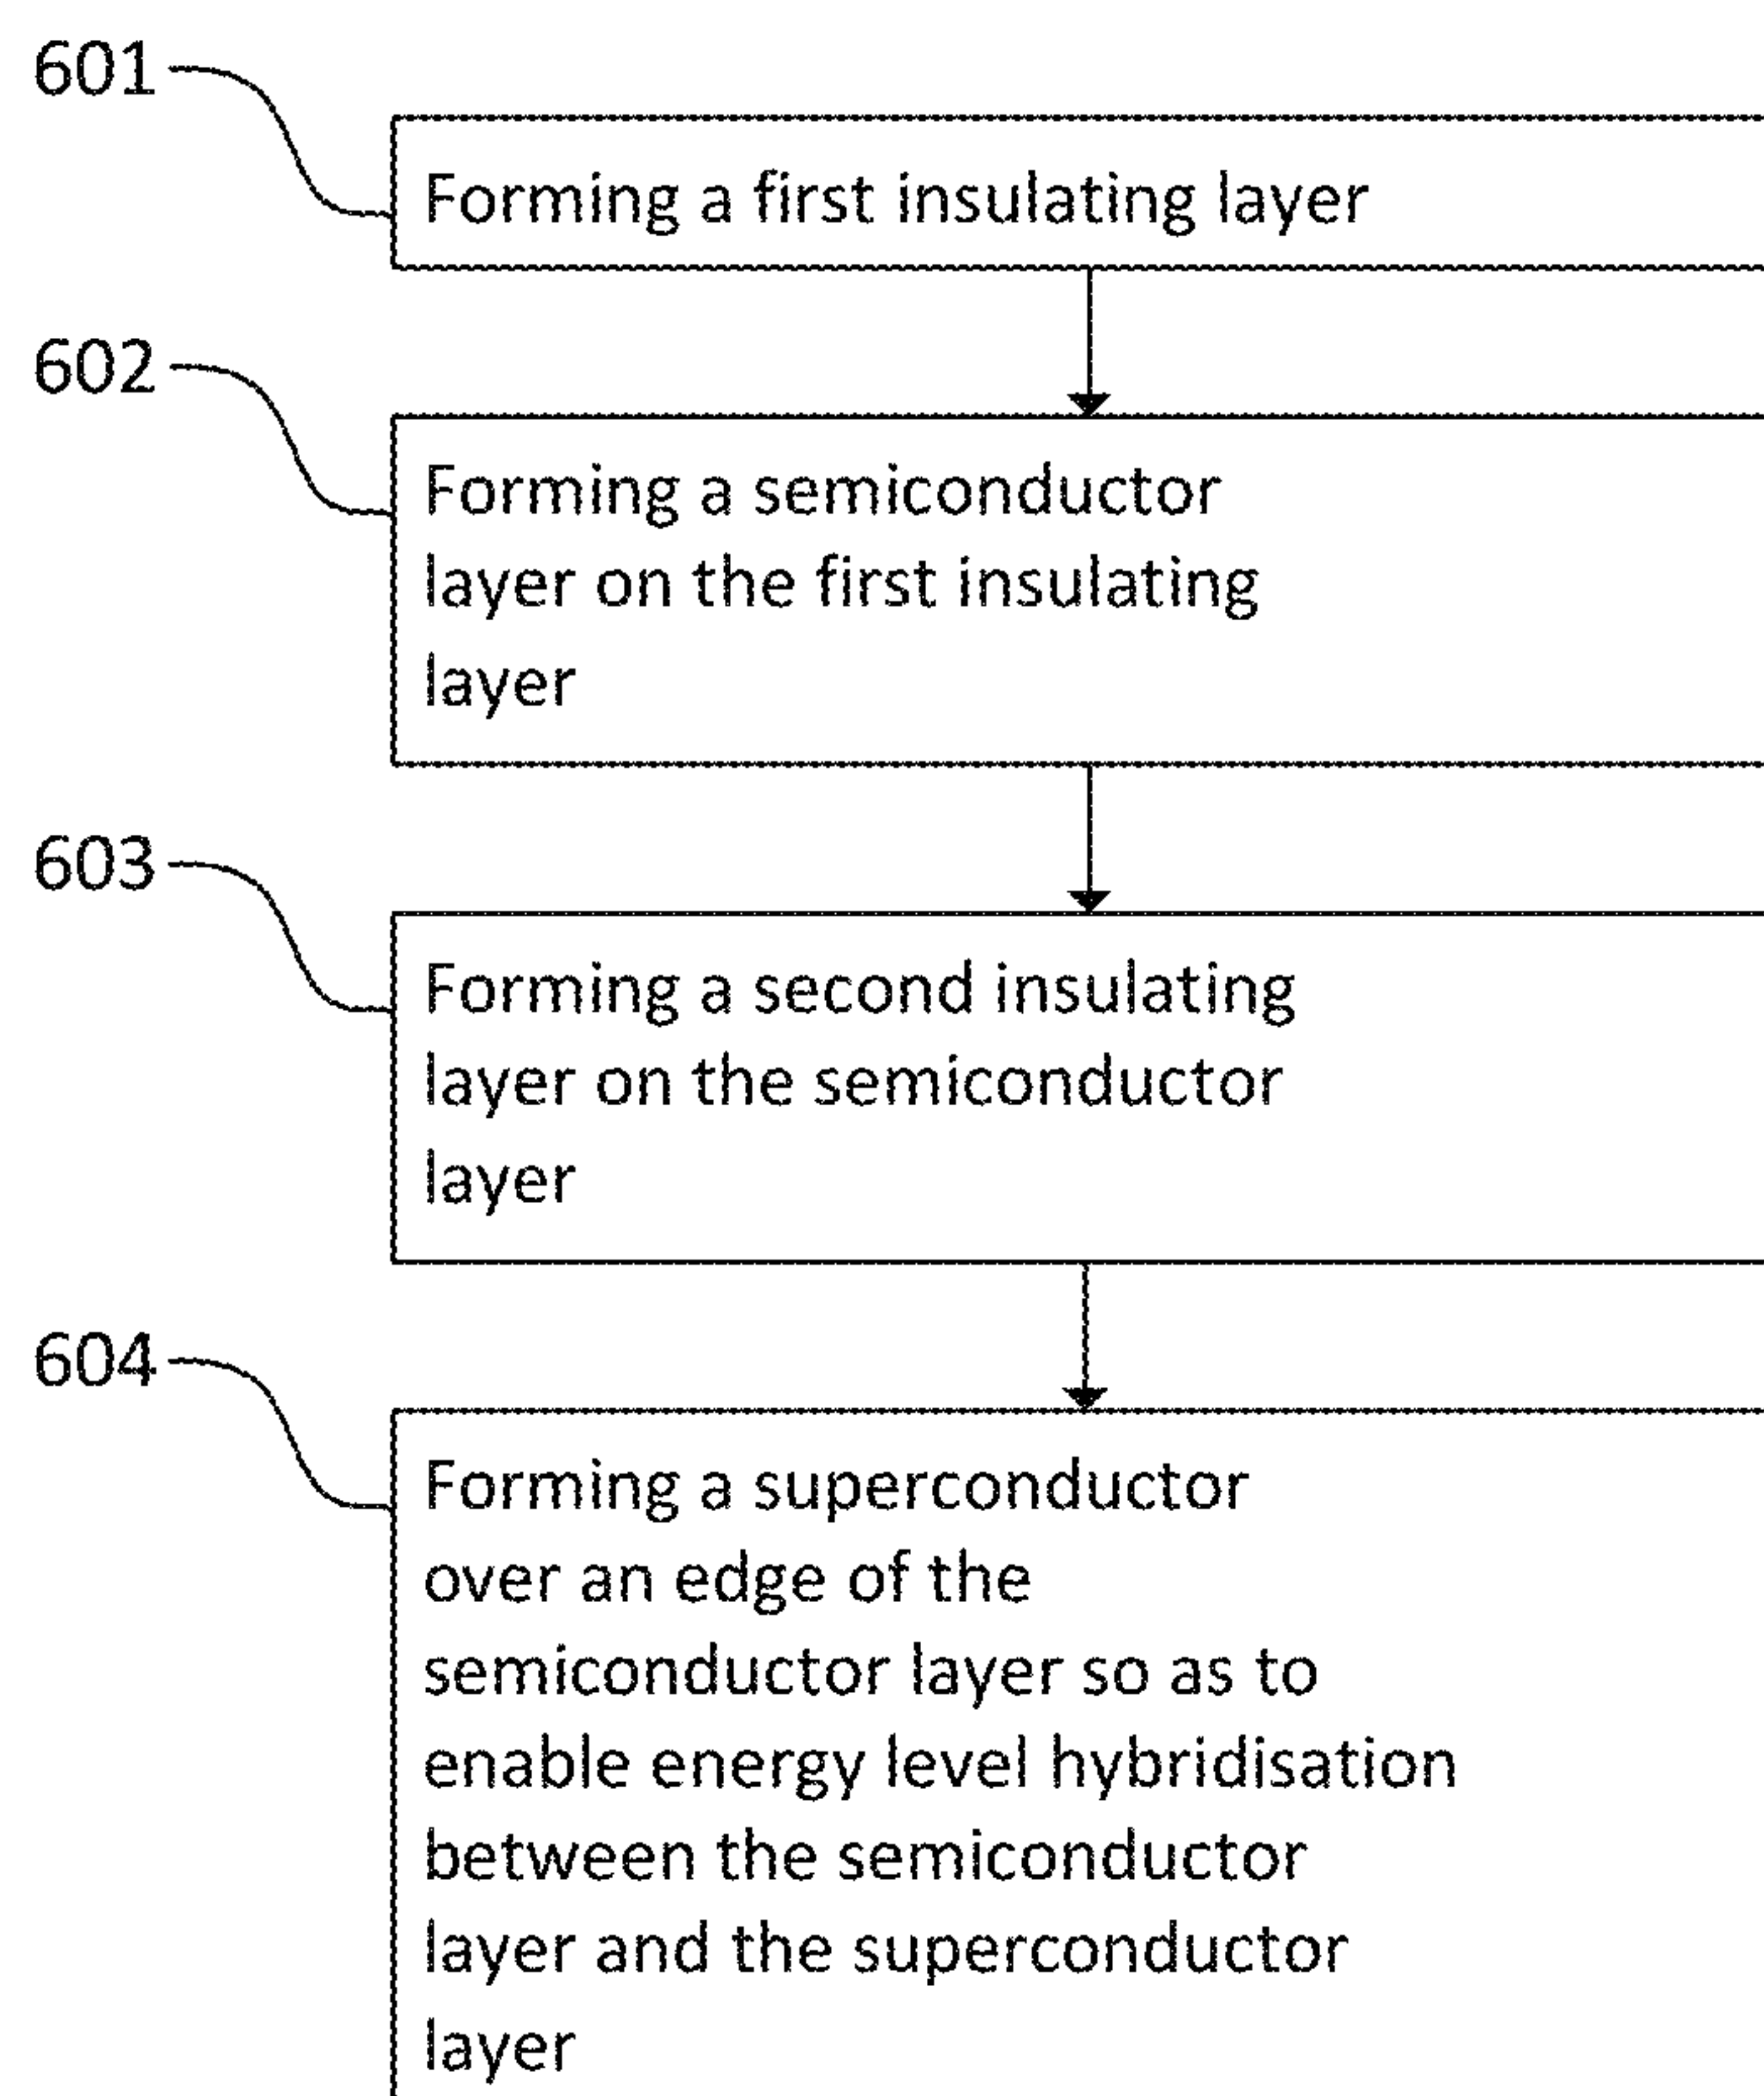 601
Forming a first insulating layer
602
Forming a semiconductor
layer on the first insulating
layer
603
Forming a second insulating
layer on the semiconductor
layer
604
Forming a superconductor
over an edge of the
semiconductor layer so as to
enable energy level hybridisation
between the semiconductor
layer and the superconductor
layer